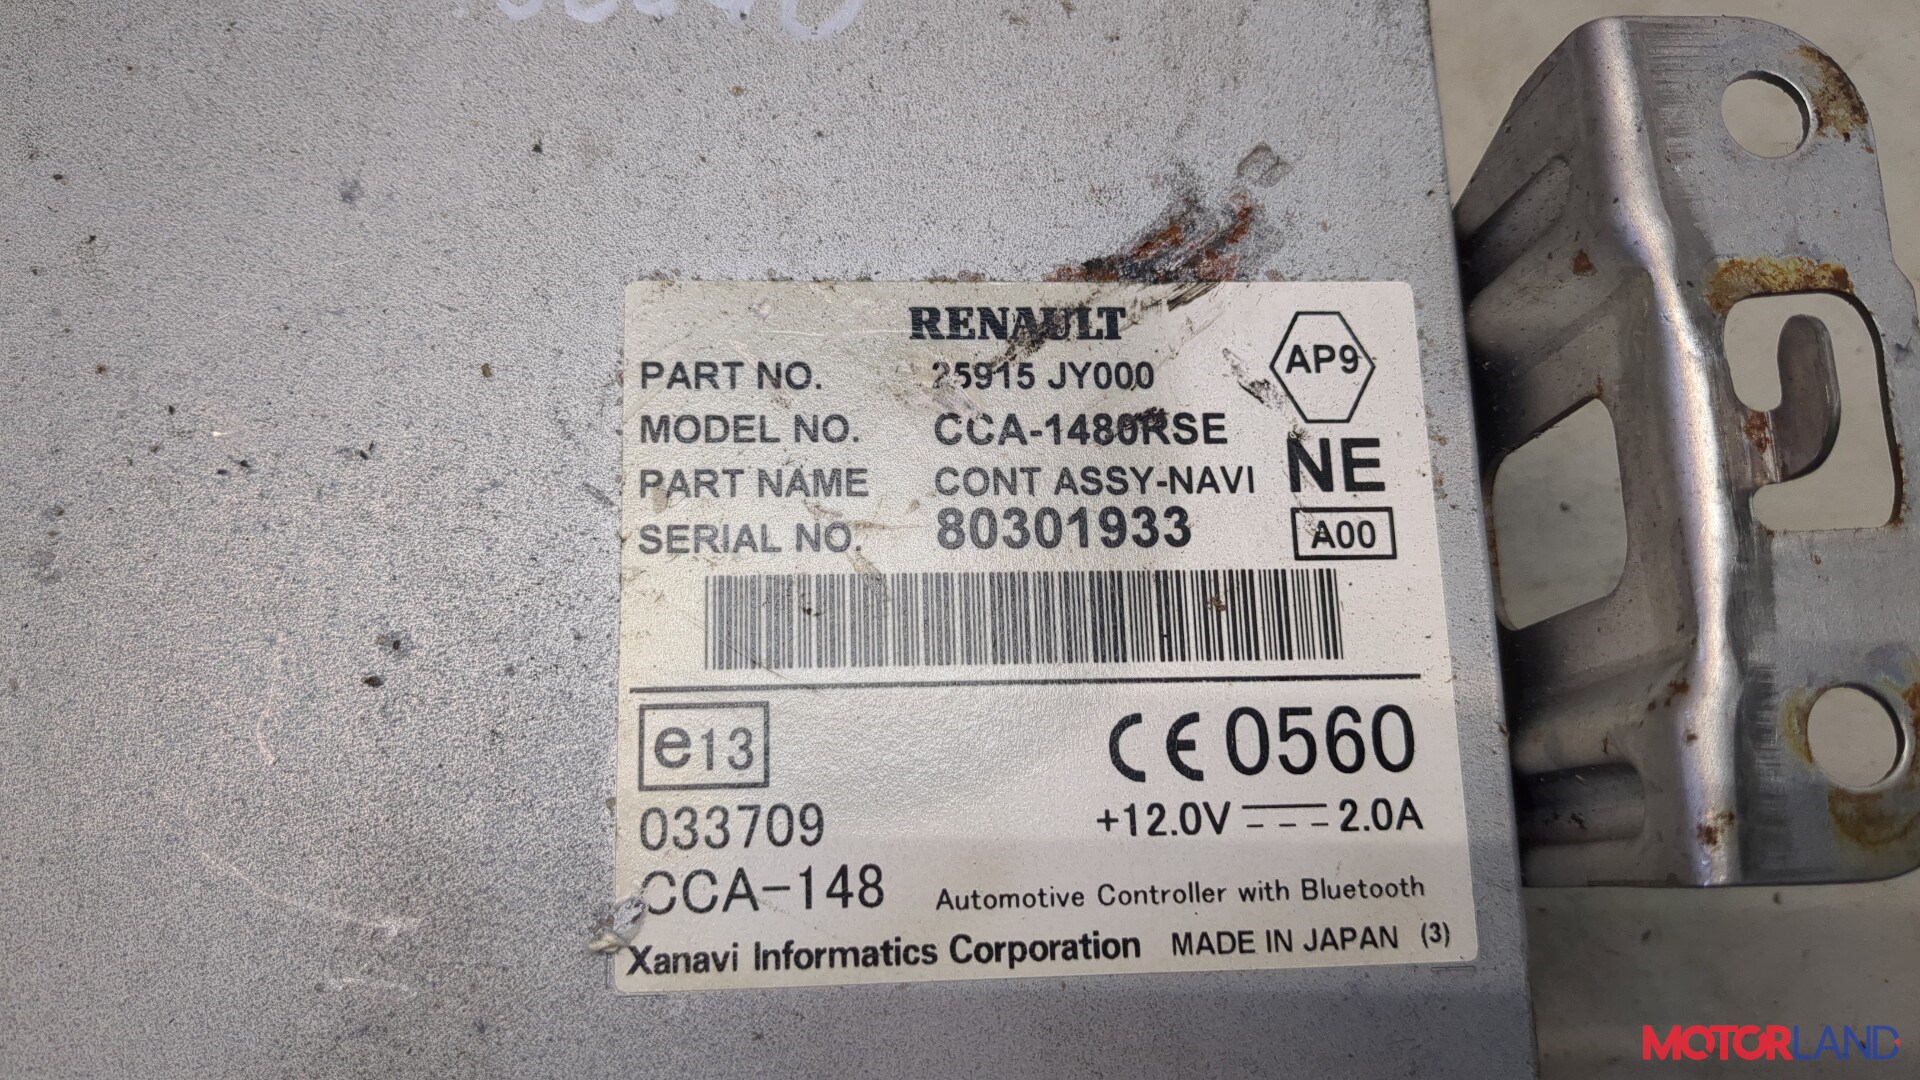 RENAULT
AP9
PART NO. 25915 JY000
MODEL NO. CCA-1480RSE
NE
PART NAME CONT ASSY-NAVI
SERIAL NO. 80301933
A00
e13
CE 0560
033709
+12.0V 2.0A
CCA-148
Automotive Controller with Bluetooth
Xanavi Informatics Corporation MADE IN JAPAN (3)
MOTORLAND